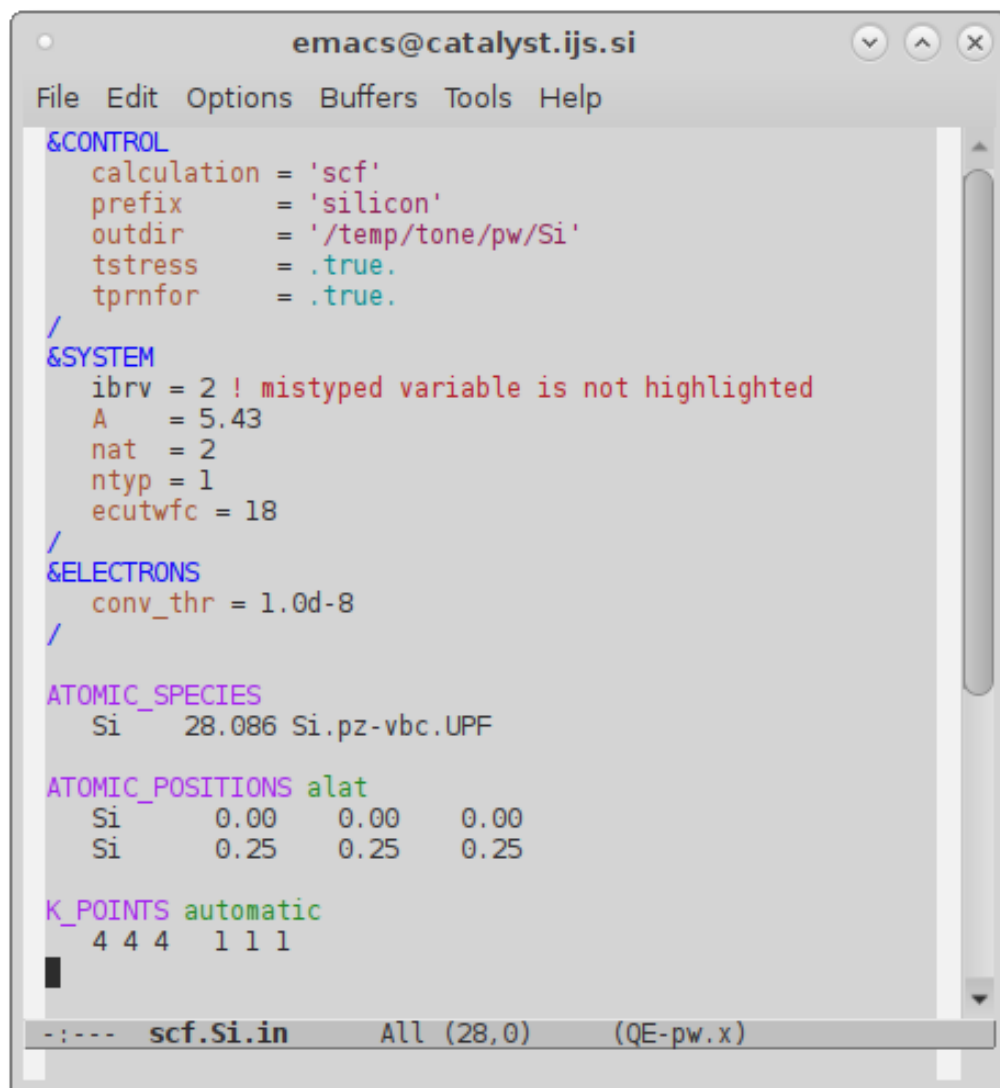 emacs@catalyst.ijs.si
File Edit Options Buffers Tools Help
&CONTROL
   calculation = 'scf'
   prefix      = 'silicon'
   outdir      = '/temp/tone/pw/Si'
   tstress     = .true.
   tprnfor     = .true.
/
&SYSTEM
   ibrv = 2 ! mistyped variable is not highlighted
   A    = 5.43
   nat  = 2
   ntyp = 1
   ecutwfc = 18
/
&ELECTRONS
   conv_thr = 1.0d-8
/
ATOMIC_SPECIES
   Si    28.086 Si.pz-vbc.UPF
ATOMIC_POSITIONS alat
   Si      0.00    0.00    0.00
   Si      0.25    0.25    0.25
K_POINTS automatic
   4 4 4   1 1 1
-:--- scf.Si.in      All (28,0)     (QE-pw.x)